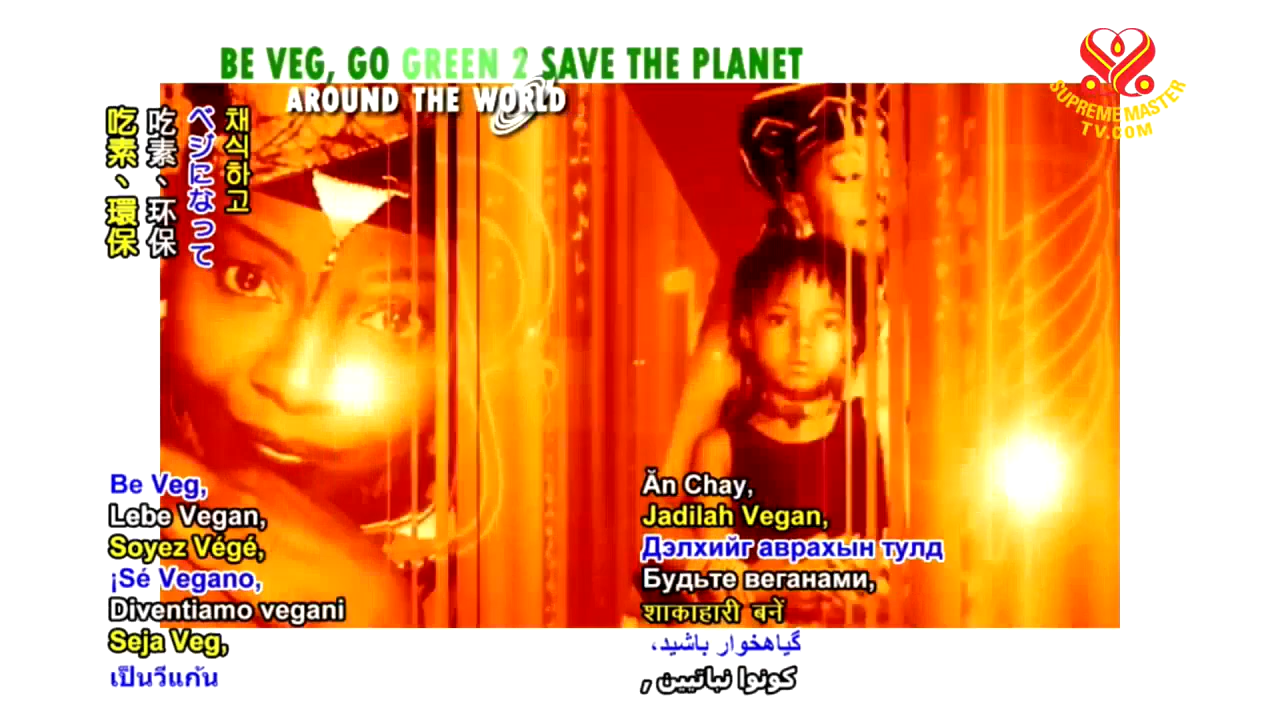 BE VEG, GO GREEN 2 SAVE THE PLANET
AROUND THE WORLD
SUPREME MASTER
TV.COM
채식하고
ベジになって
吃素、环保
吃素、環保
Be Veg,
Lebe Vegan,
Soyez Végé,
¡Sé Vegano,
Diventiamo vegani
Seja Veg,
เป็นวีแก้น
Ăn Chay,
Jadilah Vegan,
Дэлхийг аврахын тулд
Будьте веганами,
शाकाहारी बनें
گیاهخوار باشید،
كونوا نباتيين ,